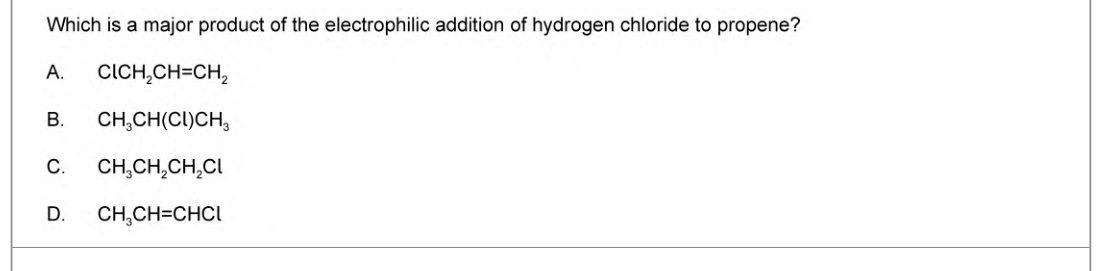 Which is a major product of the electrophilic addition of hydrogen chloride to propene?
A. ClCH₂CH=CH₂
B. CH₃CH(Cl)CH₃
C. CH₃CH₂CH₂Cl
D. CH₃CH=CHCl